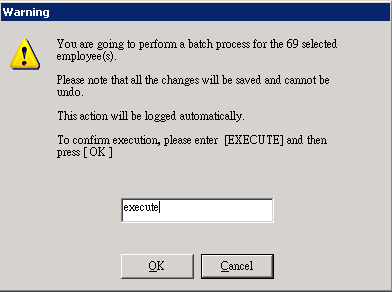 Warning
You are going to perform a batch process for the 69 selected
employee(s).
Please note that all the changes will be saved and cannot be
undo.
This action will be logged automatically.
To confirm execution, please enter [EXECUTE] and then
press [ OK ]
execute
OK
Cancel